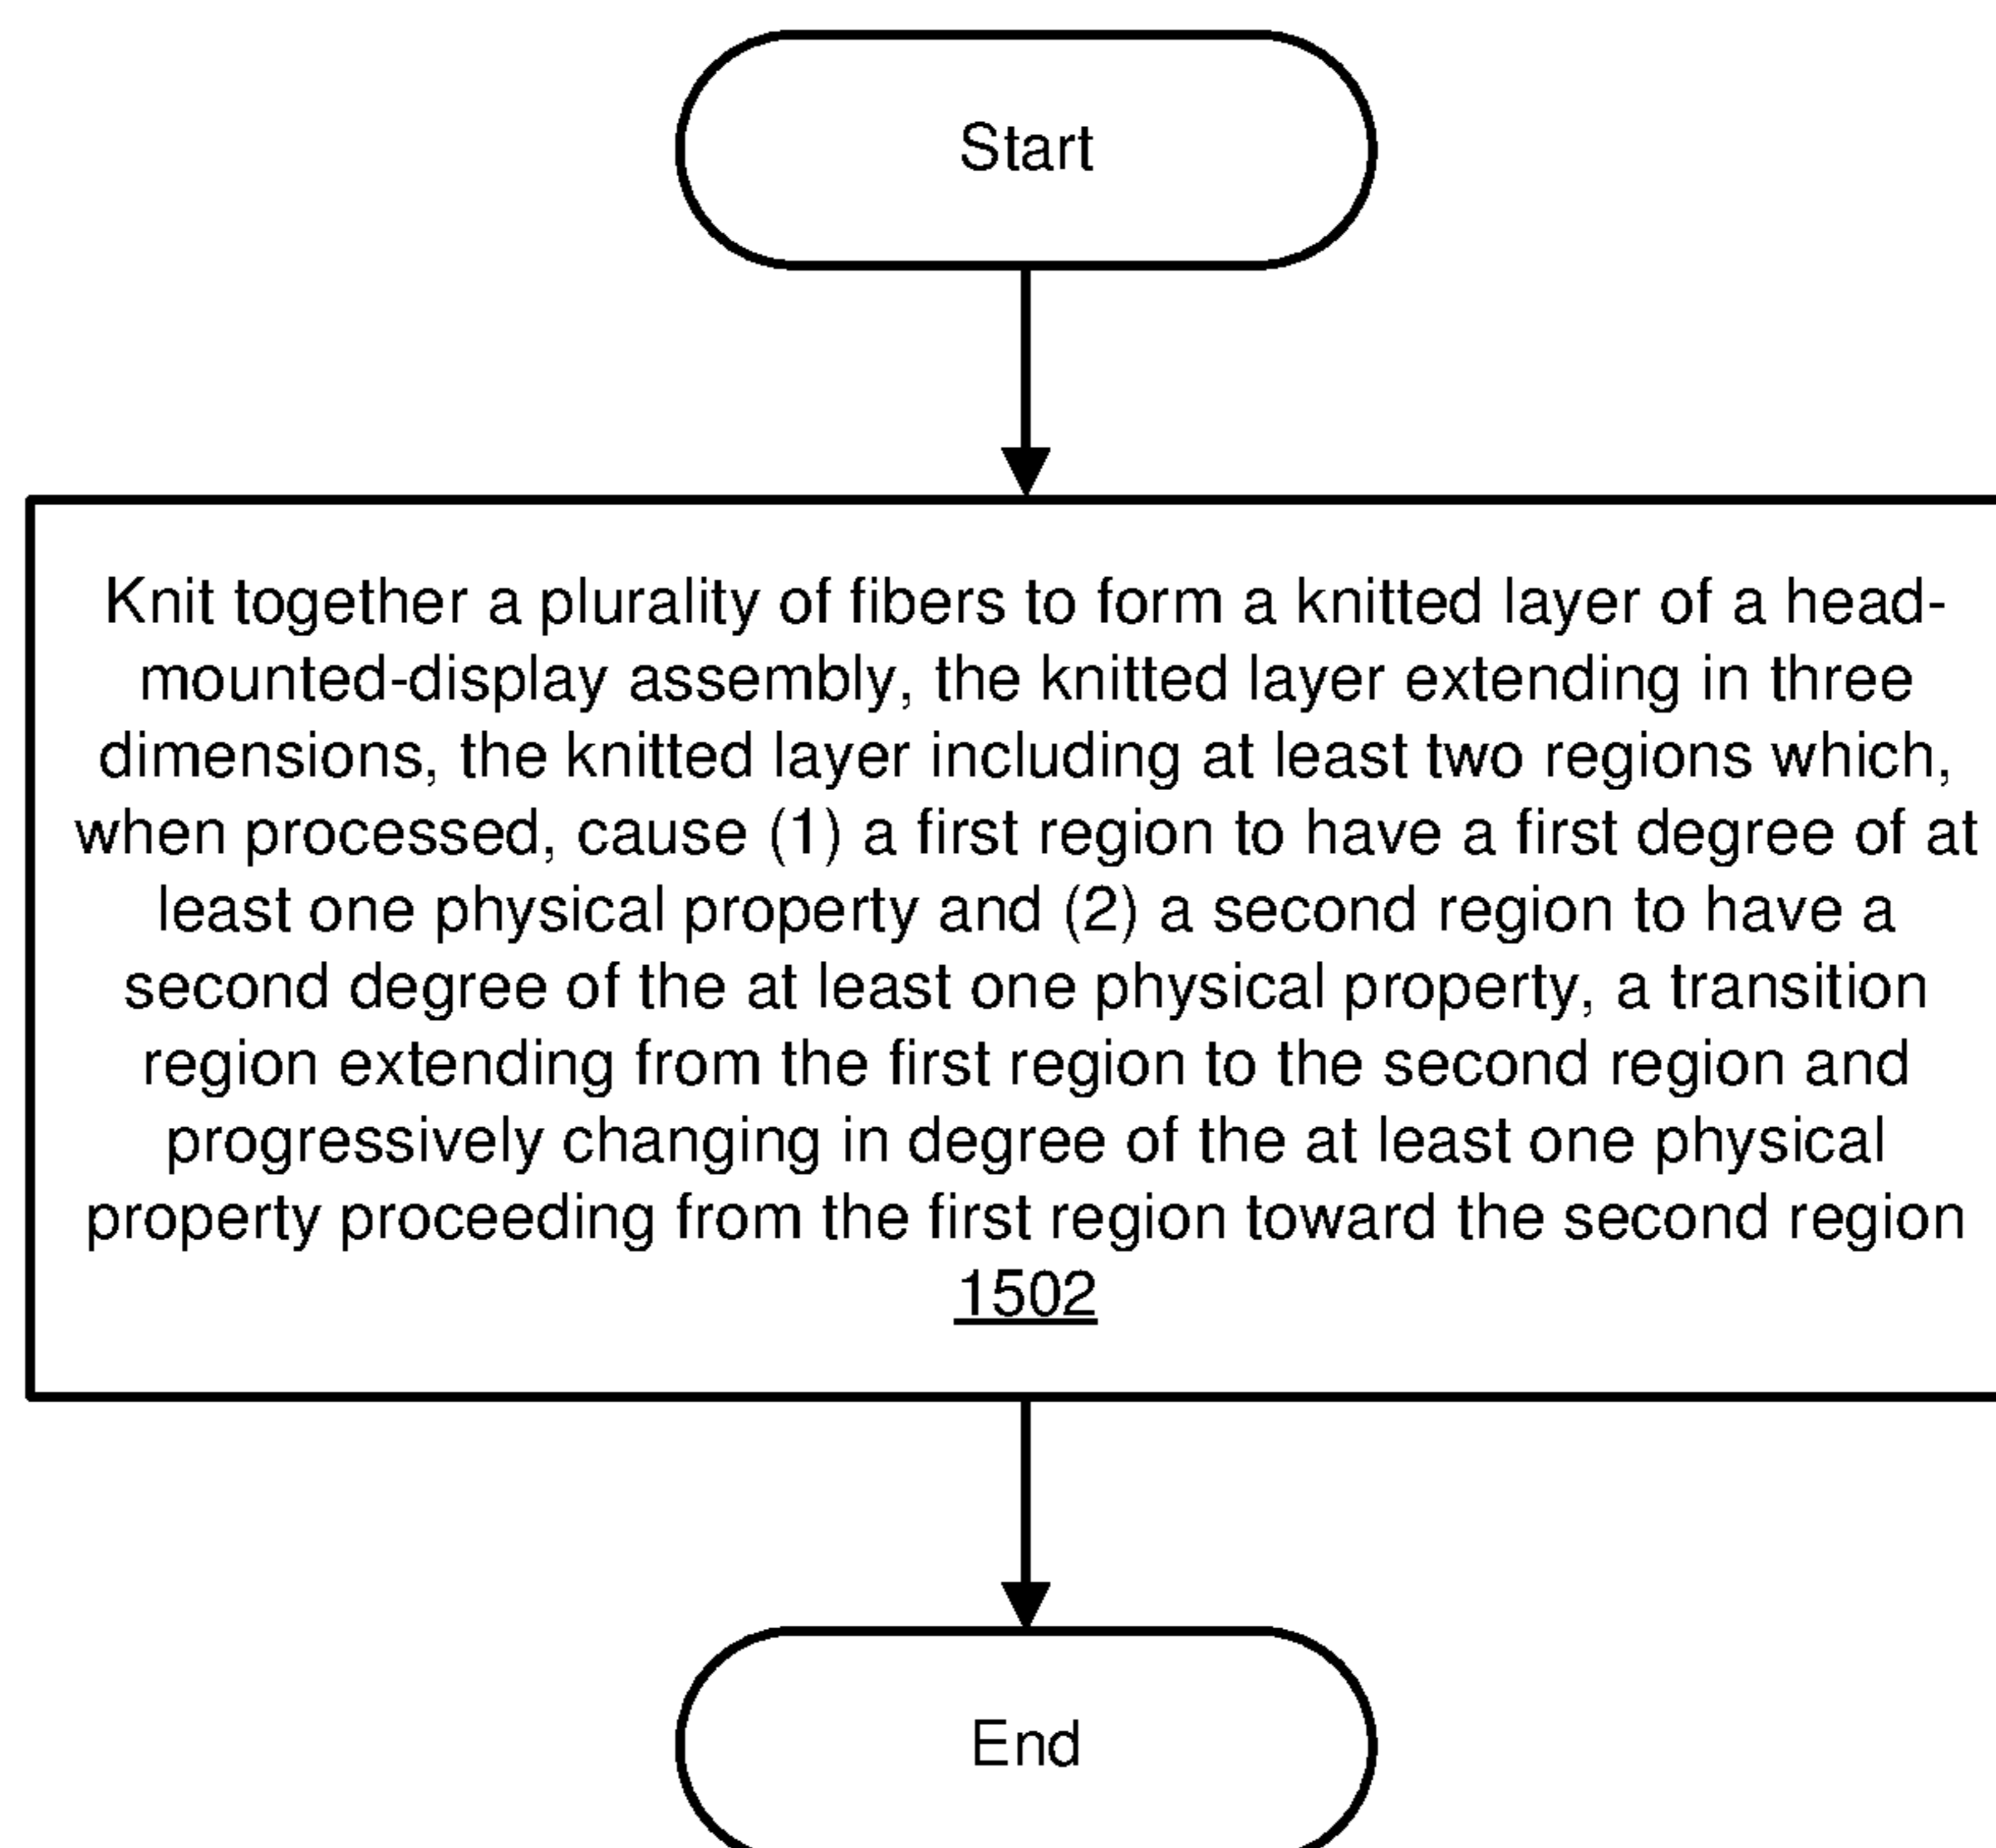 Start
Knit together a plurality of fibers to form a knitted layer of a head-
mounted-display assembly, the knitted layer extending in three
dimensions, the knitted layer including at least two regions which,
when processed, cause (1) a first region to have a first degree of at
least one physical property and (2) a second region to have a
second degree of the at least one physical property, a transition
region extending from the first region to the second region and
progressively changing in degree of the at least one physical
property proceeding from the first region toward the second region
1502
End